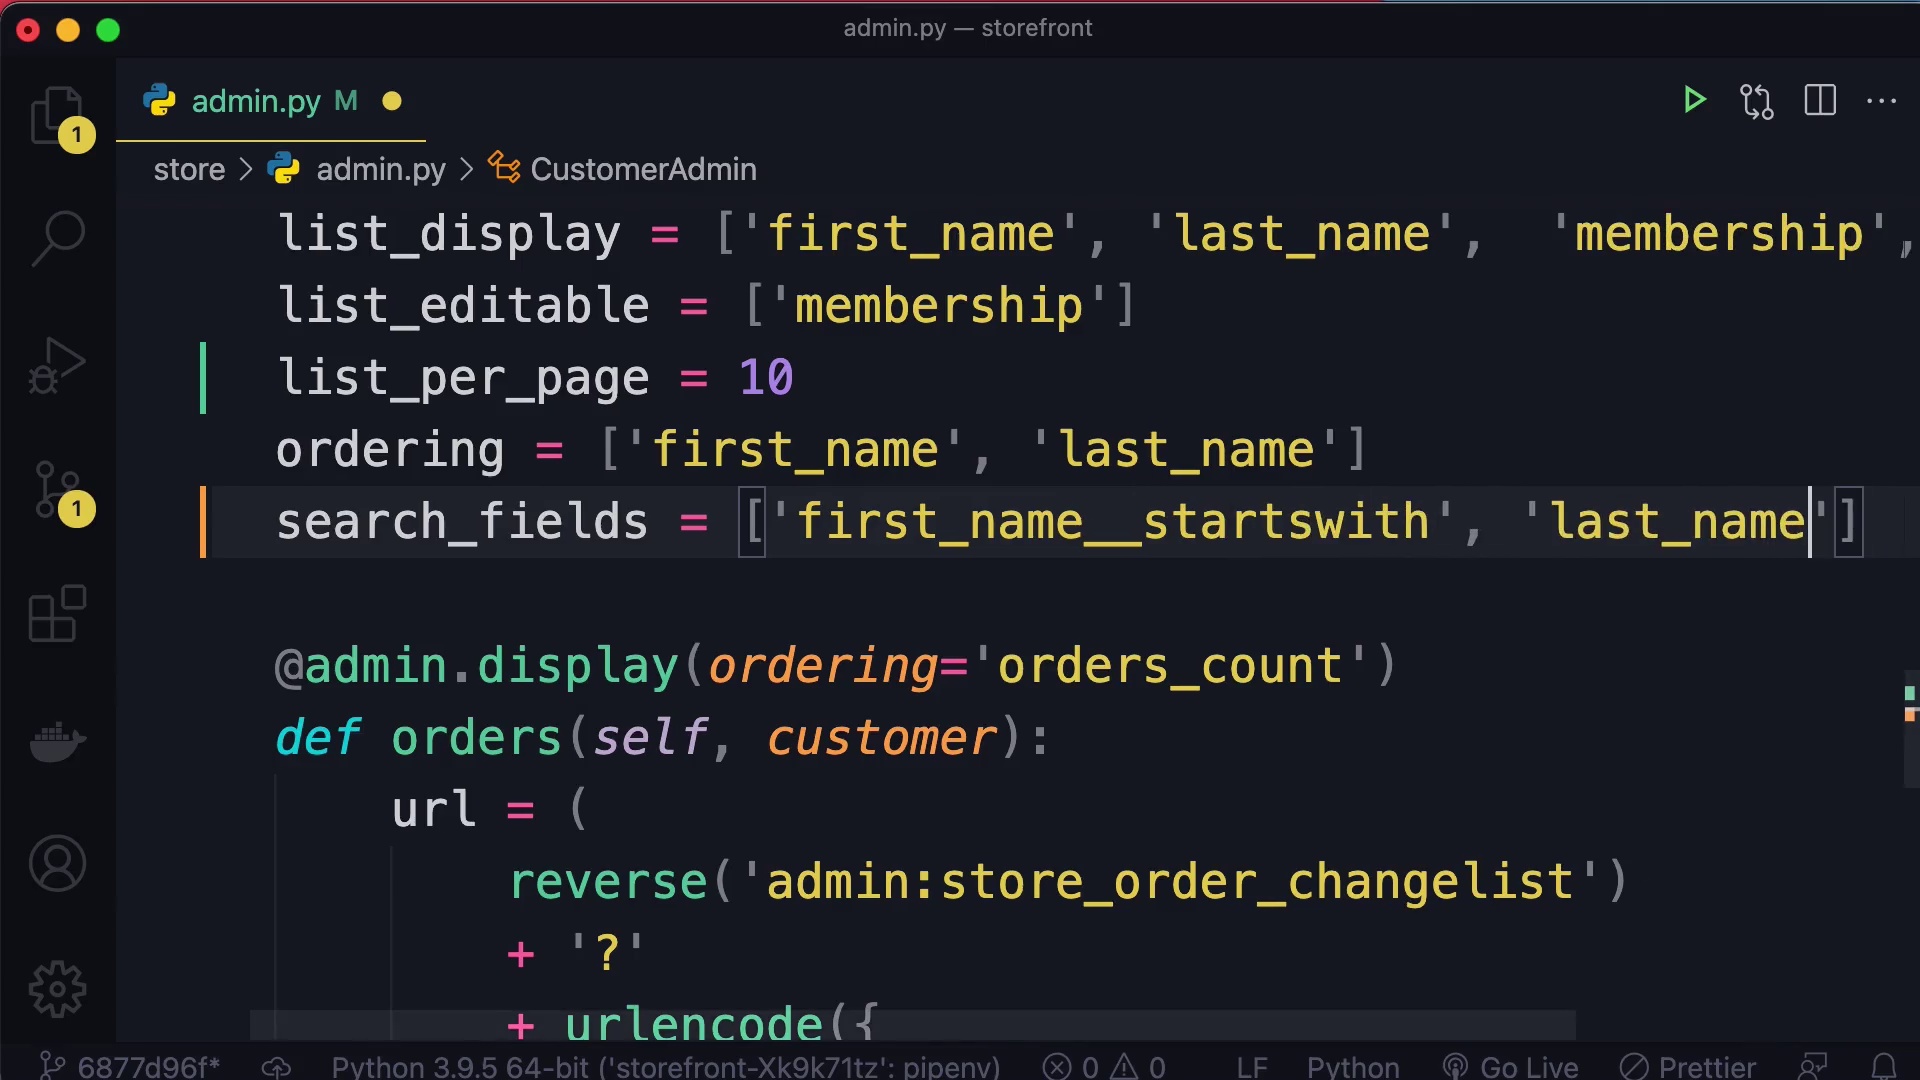 admin.py — storefront
admin.py M
1
store > admin.py > CustomerAdmin
list_display = ['first_name', 'last_name',  'membership',
list_editable = ['membership']
list_per_page = 10
ordering = ['first_name', 'last_name']
search_fields = ['first_name__startswith', 'last_name']
1
@admin.display(ordering='orders_count')
def orders(self, customer):
url = (
reverse('admin:store_order_changelist')
+ '?'
+ urlencode({
6877d96f* Python 3.9.5 64-bit ('storefront-Xk9k71tz': pipenv) 0 0 LF Python Go Live Prettier